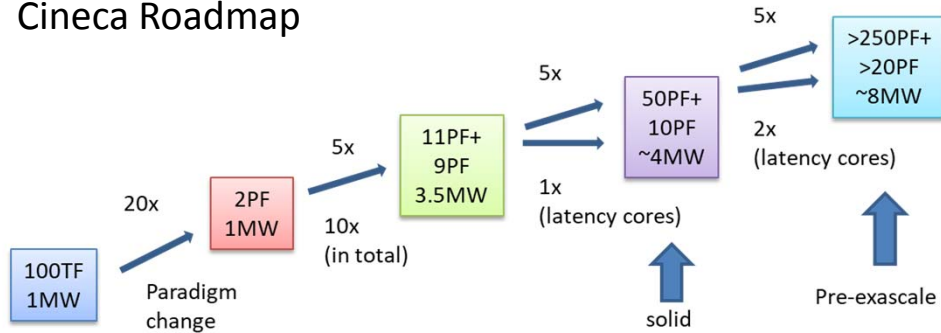 Cineca Roadmap
100TF
1MW
20x
Paradigm
change
2PF
1MW
5x
10x
(in total)
11PF+
9PF
3.5MW
5x
1x
(latency cores)
50PF+
10PF
~4MW
solid
5x
2x
(latency cores)
>250PF+
>20PF
~8MW
Pre-exascale